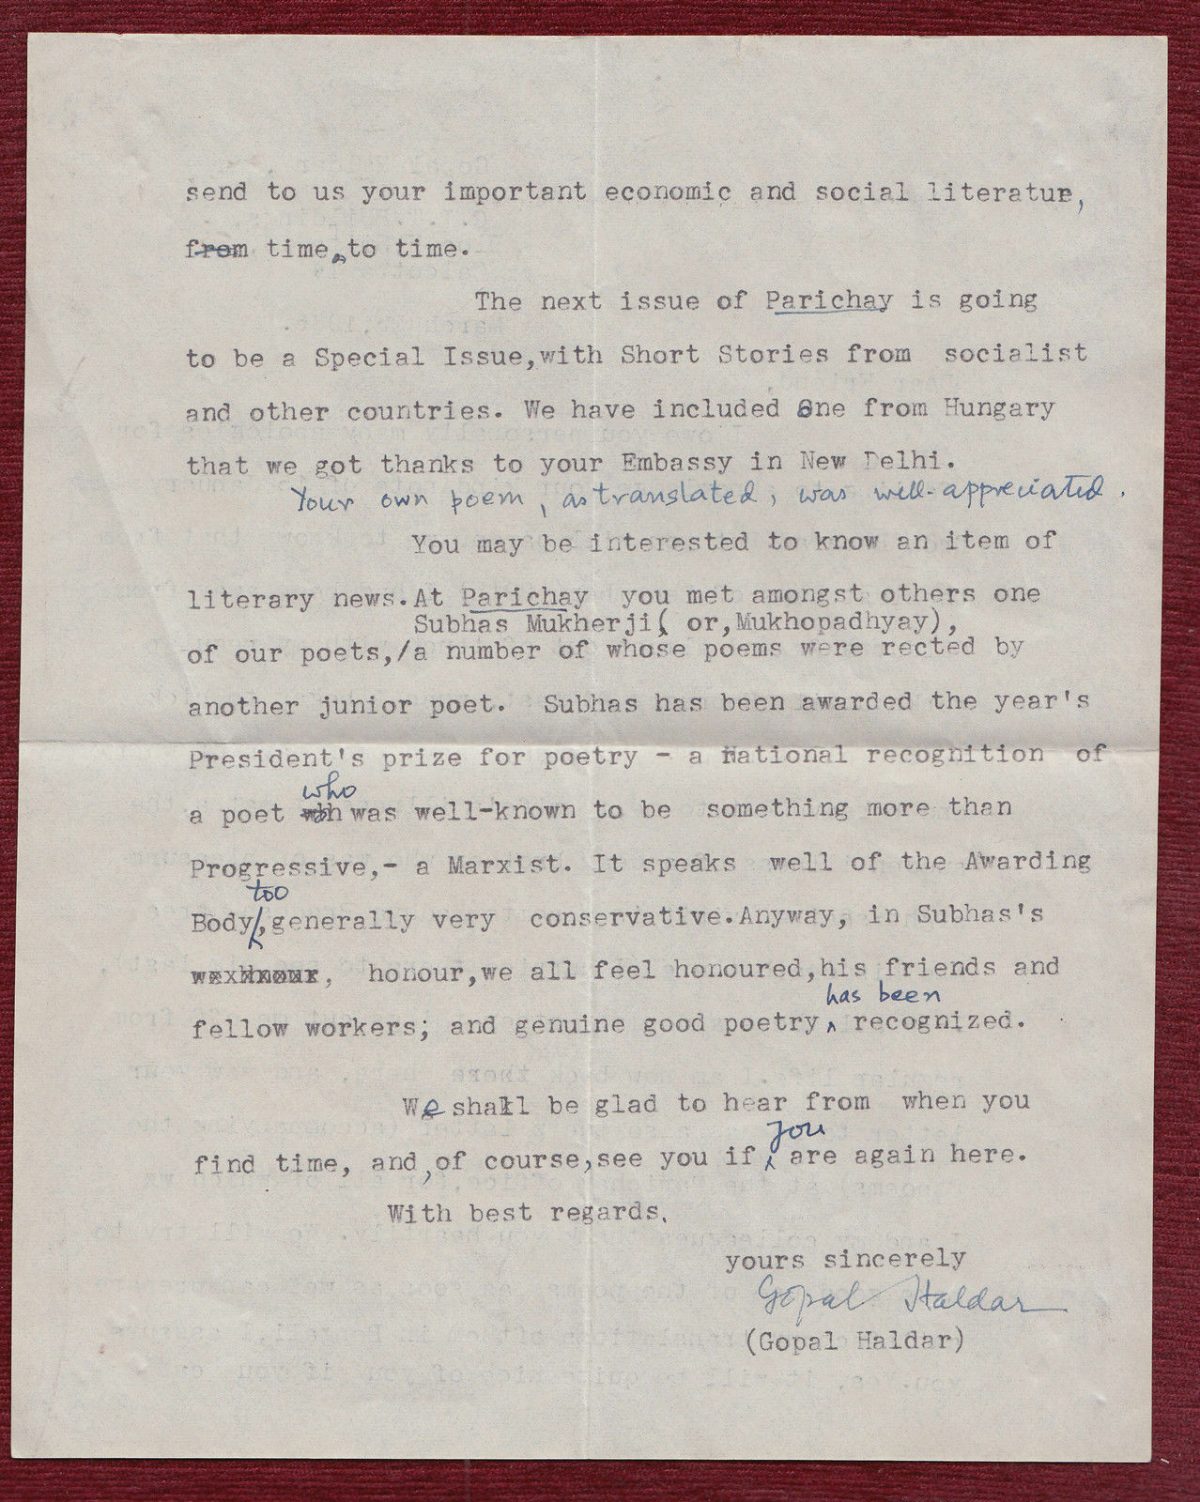 send to us your important economic and social literature,
from time to time.
The next issue of Parichay is going
to be a Special Issue,with Short Stories from socialist
and other countries. We have included One from Hungary
that we got thanks to your Embassy in New Delhi.
Your own poem, as translated, was well-appreciated.
You may be interested to know an item of
literary news.At Parichay you met amongst others one
Subhas Mukherji( or,Mukhopadhyay),
of our poets,/a number of whose poems were rected by
another junior poet. Subhas has been awarded the year's
President's prize for poetry - a National recognition of
who
a poet was well-known to be something more than
Progressive,- a Marxist. It speaks well of the Awarding
too
Body,generally very conservative.Anyway, in Subhas's
, honour,we all feel honoured,his friends and
has been
fellow workers; and genuine good poetry recognized.
We shall be glad to hear from when you
you
find time, and,of course,see you if are again here.
With best regards.
yours sincerely
Gopal Haldar
(Gopal Haldar)